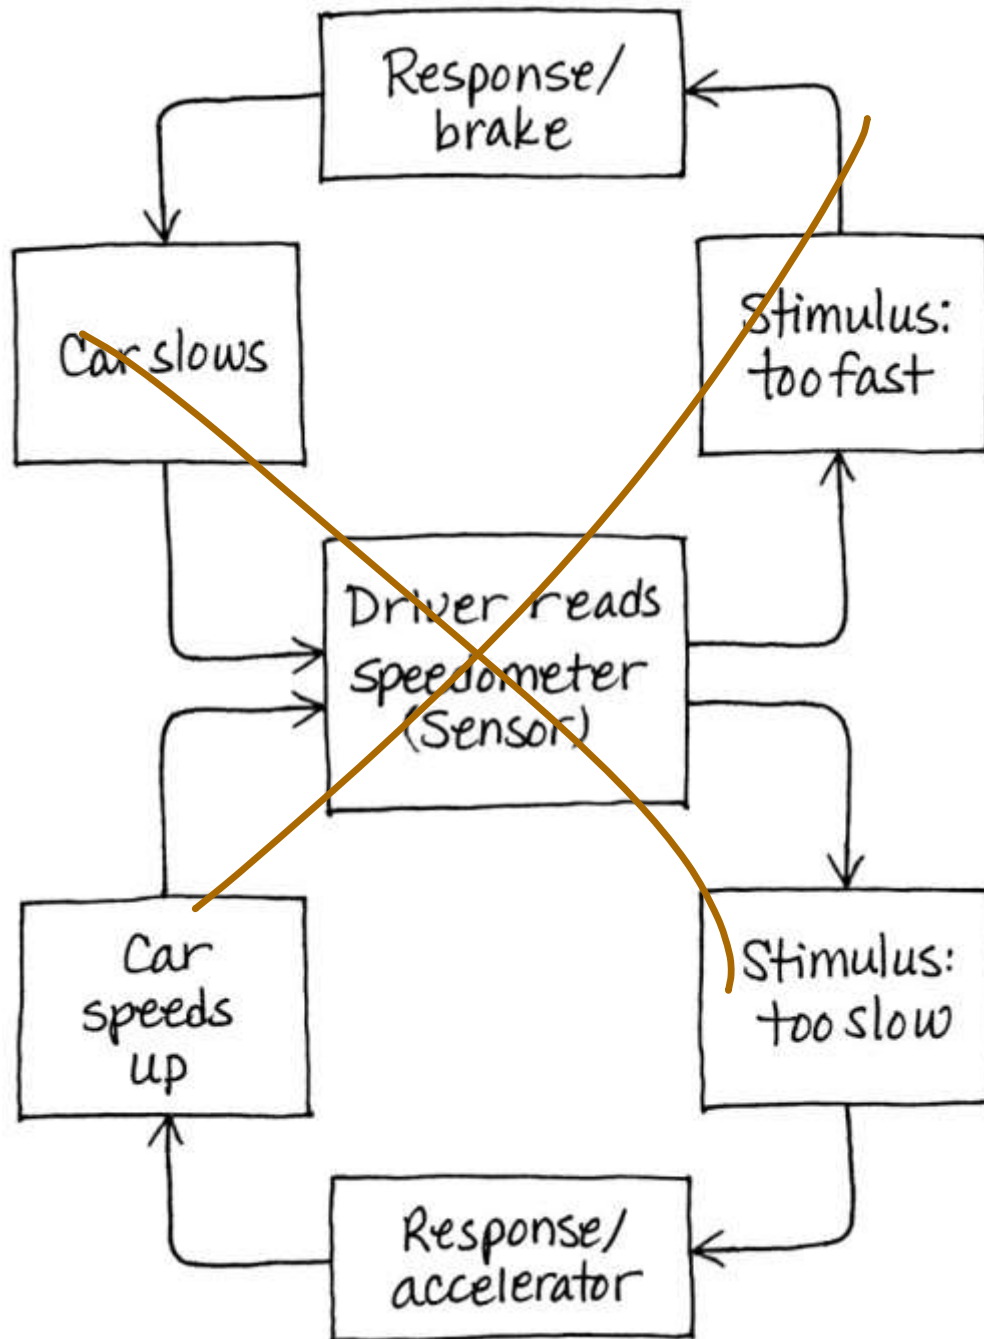 Response/
brake
Car slows
Stimulus:
too fast
Driver reads
speedometer
(Sensor)
Car
speeds
up
Stimulus:
too slow
Response/
accelerator